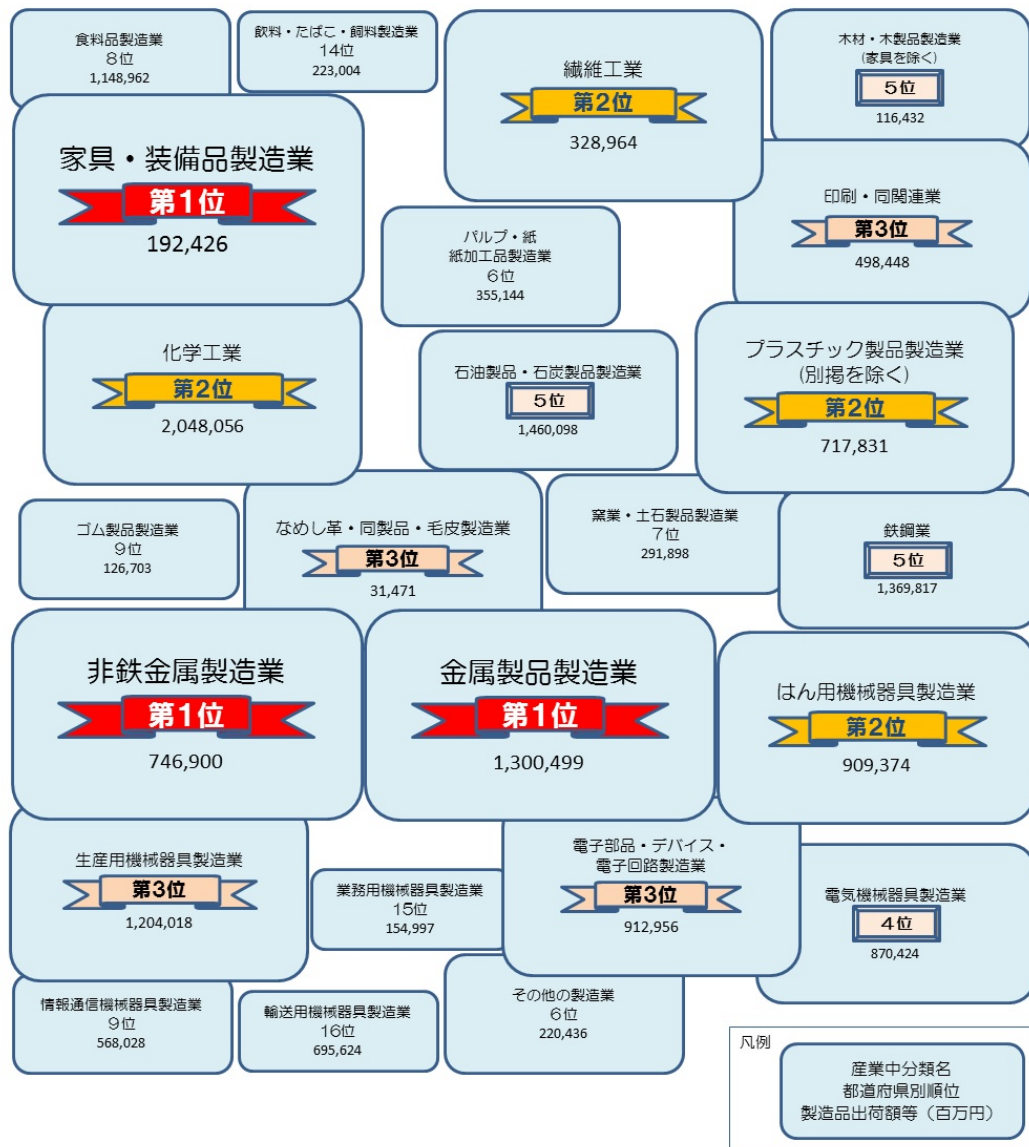 食料品製造業
8位
1,148,962
飲料・たばこ・飼料製造業
14位
223,004
繊維工業
第2位
328,964
木材・木製品製造業
(家具を除く)
5位
116,432
家具・装備品製造業
第1位
192,426
パルプ・紙
紙加工品製造業
6位
355,144
印刷・同関連業
第3位
498,448
化学工業
第2位
2,048,056
石油製品・石炭製品製造業
5位
1,460,098
プラスチック製品製造業
(別掲を除く)
第2位
717,831
ゴム製品製造業
9位
126,703
なめし革・同製品・毛皮製造業
第3位
31,471
窯業・土石製品製造業
7位
291,898
鉄鋼業
5位
1,369,817
非鉄金属製造業
第1位
746,900
金属製品製造業
第1位
1,300,499
はん用機械器具製造業
第2位
909,374
生産用機械器具製造業
第3位
1,204,018
業務用機械器具製造業
15位
154,997
電子部品・デバイス・
電子回路製造業
第3位
912,956
電気機械器具製造業
4位
870,424
情報通信機械器具製造業
9位
568,028
輸送用機械器具製造業
16位
695,624
その他の製造業
6位
220,436
凡例
産業中分類名
都道府県別順位
製造品出荷額等（百万円）